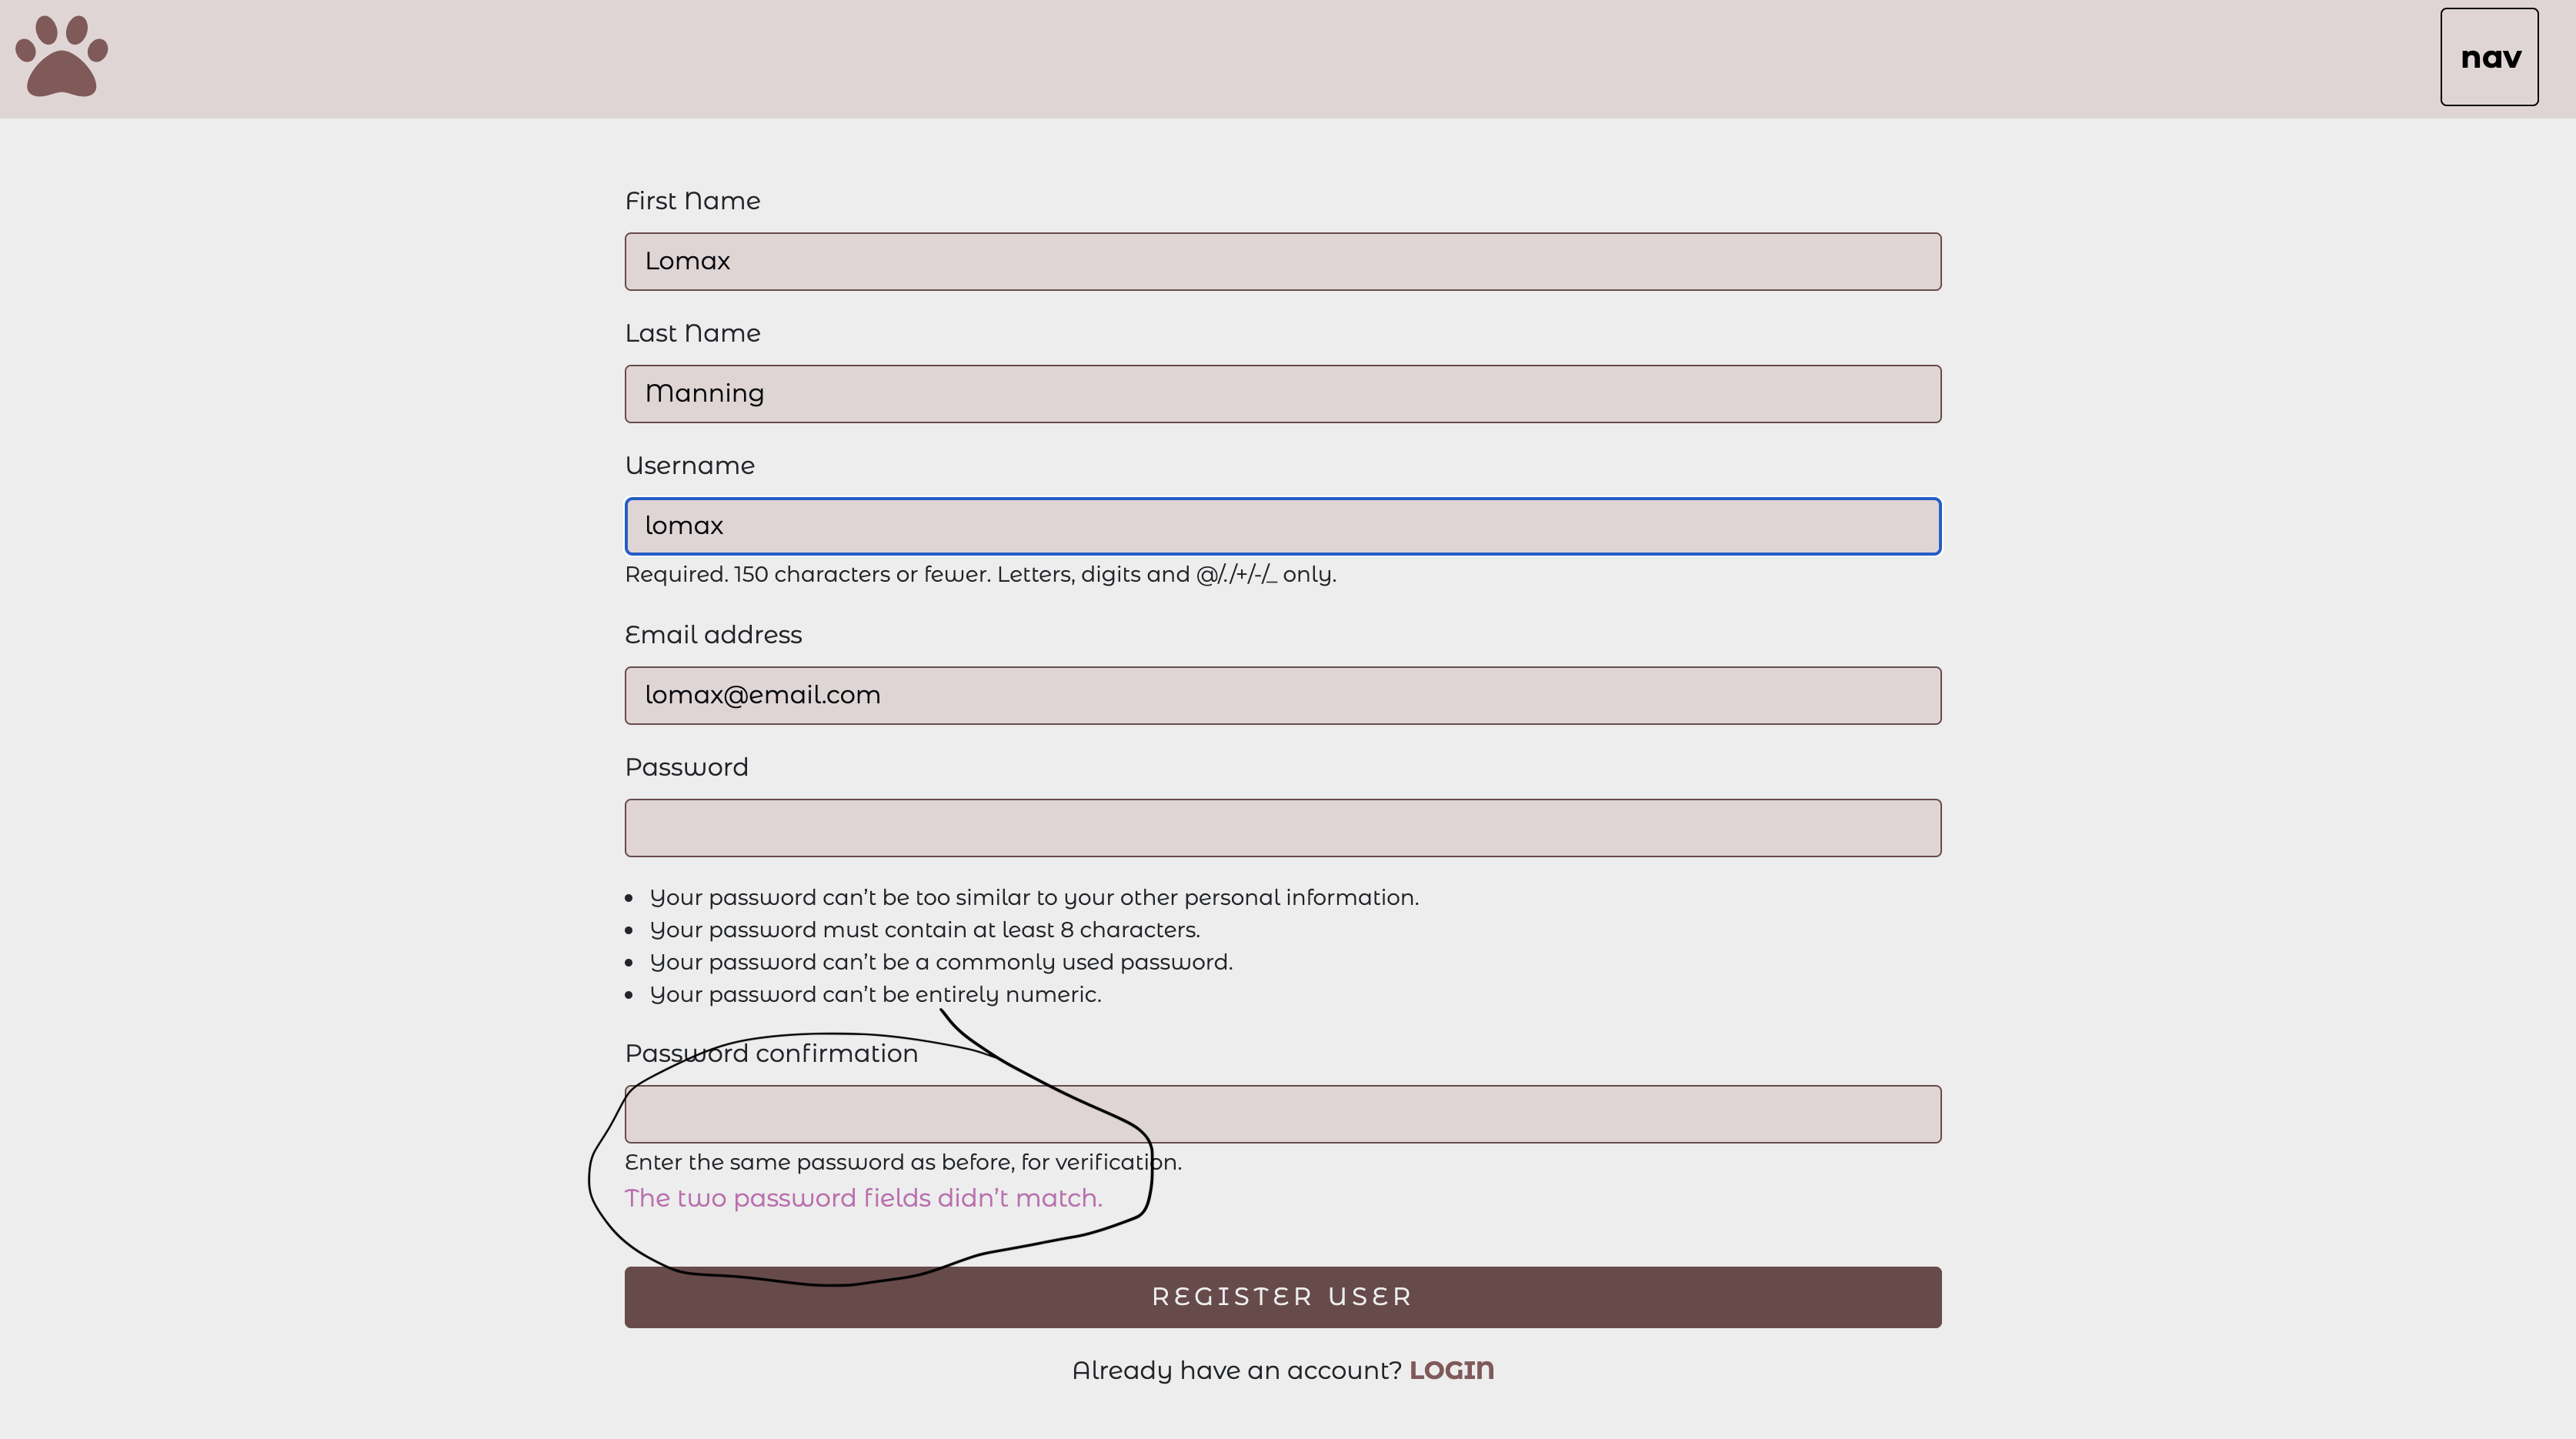 nav
First Name
Lomax
Last Name
Manning
Username
lomax
Required. 150 characters or fewer. Letters, digits and @/./+/-/_ only.
Email address
lomax@email.com
Password
Your password can’t be too similar to your other personal information.
Your password must contain at least 8 characters.
Your password can’t be a commonly used password.
Your password can’t be entirely numeric.
Password confirmation
Enter the same password as before, for verification.
The two password fields didn’t match.
REGISTER USER
Already have an account? LOGIN